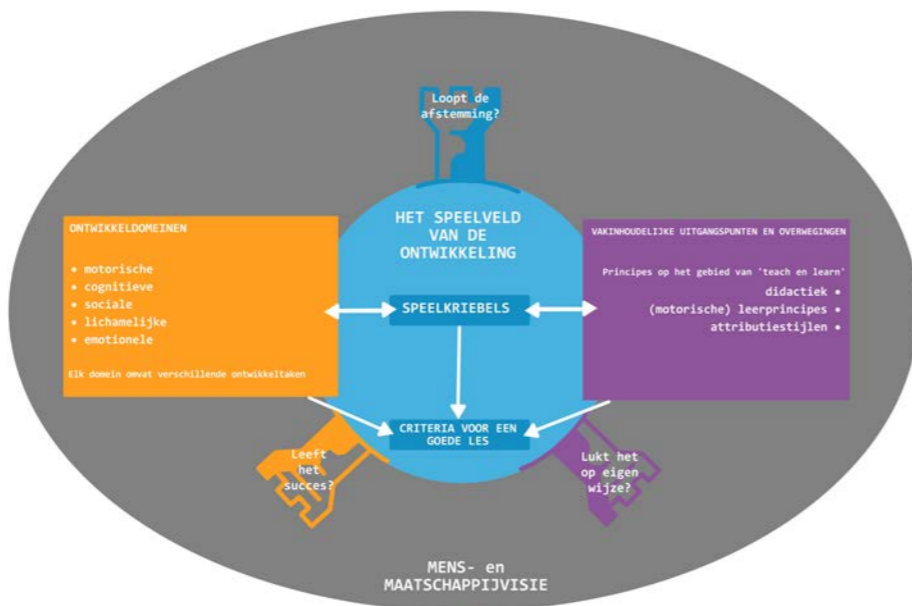 Loopt de
afstemming?
HET SPEELVELD
VAN DE
ONTWIKKELING
ONTWIKKELDOMEINEN
• motorische
• cognitieve
• sociale
• lichamelijke
• emotionele
Elk domein omvat verschillende ontwikkeltaken
SPEELKRIEBELS
VAKINHOUDELIJKE UITGANGSPUNTEN EN OVERWEGINGEN
Principes op het gebied van 'teach en learn'
didactiek •
(motorische) leerprincipes •
attributiestijlen •
CRITERIA VOOR EEN
GOEDE LES
Leeft
het
succes?
Lukt het
op eigen
wijze?
MENS- en
MAATSCHAPPIJVISIE